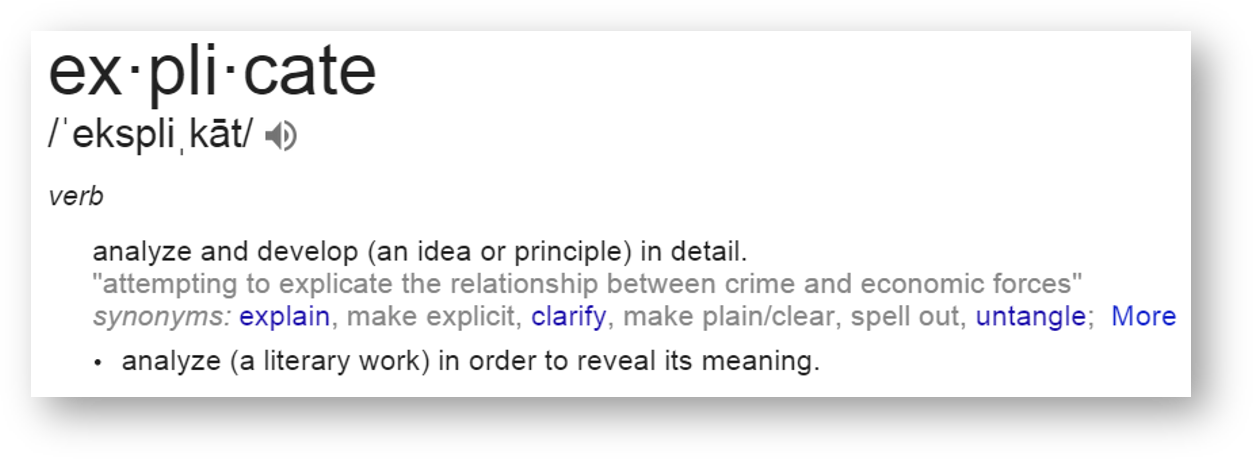 ex·pli·cate
/ˈekspliˌkāt/
verb
analyze and develop (an idea or principle) in detail.
"attempting to explicate the relationship between crime and economic forces"
synonyms: explain, make explicit, clarify, make plain/clear, spell out, untangle; More
• analyze (a literary work) in order to reveal its meaning.